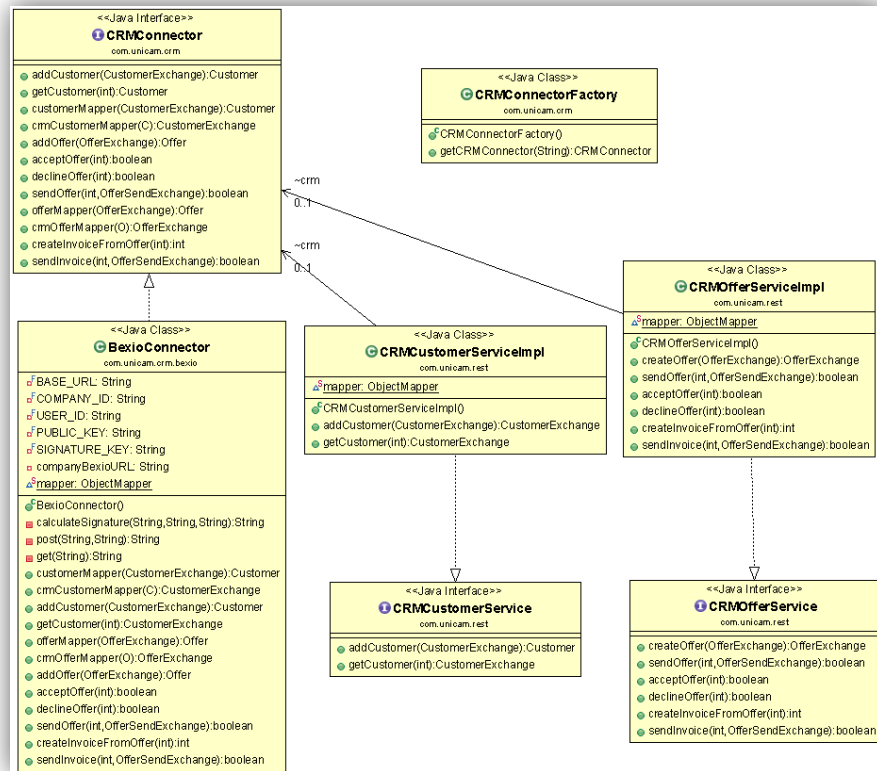 <<Java Interface>>
CRMConnector
com.unicam.crm
addCustomer(CustomerExchange):Customer
getCustomer(int):Customer
customerMapper(CustomerExchange):Customer
crmCustomerMapper(C):CustomerExchange
addOffer(OfferExchange):Offer
acceptOffer(int):boolean
declineOffer(int):boolean
sendOffer(int,OfferSendExchange):boolean
offerMapper(OfferExchange):Offer
crmOfferMapper(O):OfferExchange
createInvoiceFromOffer(int):int
sendInvoice(int,OfferSendExchange):boolean
<<Java Class>>
CRMConnectorFactory
com.unicam.crm
CRMConnectorFactory()
getCRMConnector(String):CRMConnector
~crm
0..1
~crm
0..1
<<Java Class>>
BexioConnector
com.unicam.crm.bexio
BASE_URL: String
COMPANY_ID: String
USER_ID: String
PUBLIC_KEY: String
SIGNATURE_KEY: String
companyBexioURL: String
mapper: ObjectMapper
BexioConnector()
calculateSignature(String,String,String):String
post(String,String):String
get(String):String
customerMapper(CustomerExchange):Customer
crmCustomerMapper(C):CustomerExchange
addCustomer(CustomerExchange):Customer
getCustomer(int):CustomerExchange
offerMapper(OfferExchange):Offer
crmOfferMapper(O):OfferExchange
addOffer(OfferExchange):Offer
acceptOffer(int):boolean
declineOffer(int):boolean
sendOffer(int,OfferSendExchange):boolean
createInvoiceFromOffer(int):int
sendInvoice(int,OfferSendExchange):boolean
<<Java Class>>
CRMCustomerServiceImpl
com.unicam.rest
mapper: ObjectMapper
CRMCustomerServiceImpl()
addCustomer(CustomerExchange):CustomerExchange
getCustomer(int):CustomerExchange
<<Java Class>>
CRMOfferServiceImpl
com.unicam.rest
mapper: ObjectMapper
CRMOfferServiceImpl()
createOffer(OfferExchange):OfferExchange
sendOffer(int,OfferSendExchange):boolean
acceptOffer(int):boolean
declineOffer(int):boolean
createInvoiceFromOffer(int):int
sendInvoice(int,OfferSendExchange):boolean
<<Java Interface>>
CRMCustomerService
com.unicam.rest
addCustomer(CustomerExchange):Customer
getCustomer(int):CustomerExchange
<<Java Interface>>
CRMOfferService
com.unicam.rest
createOffer(OfferExchange):OfferExchange
sendOffer(int,OfferSendExchange):boolean
acceptOffer(int):boolean
declineOffer(int):boolean
createInvoiceFromOffer(int):int
sendInvoice(int,OfferSendExchange):boolean